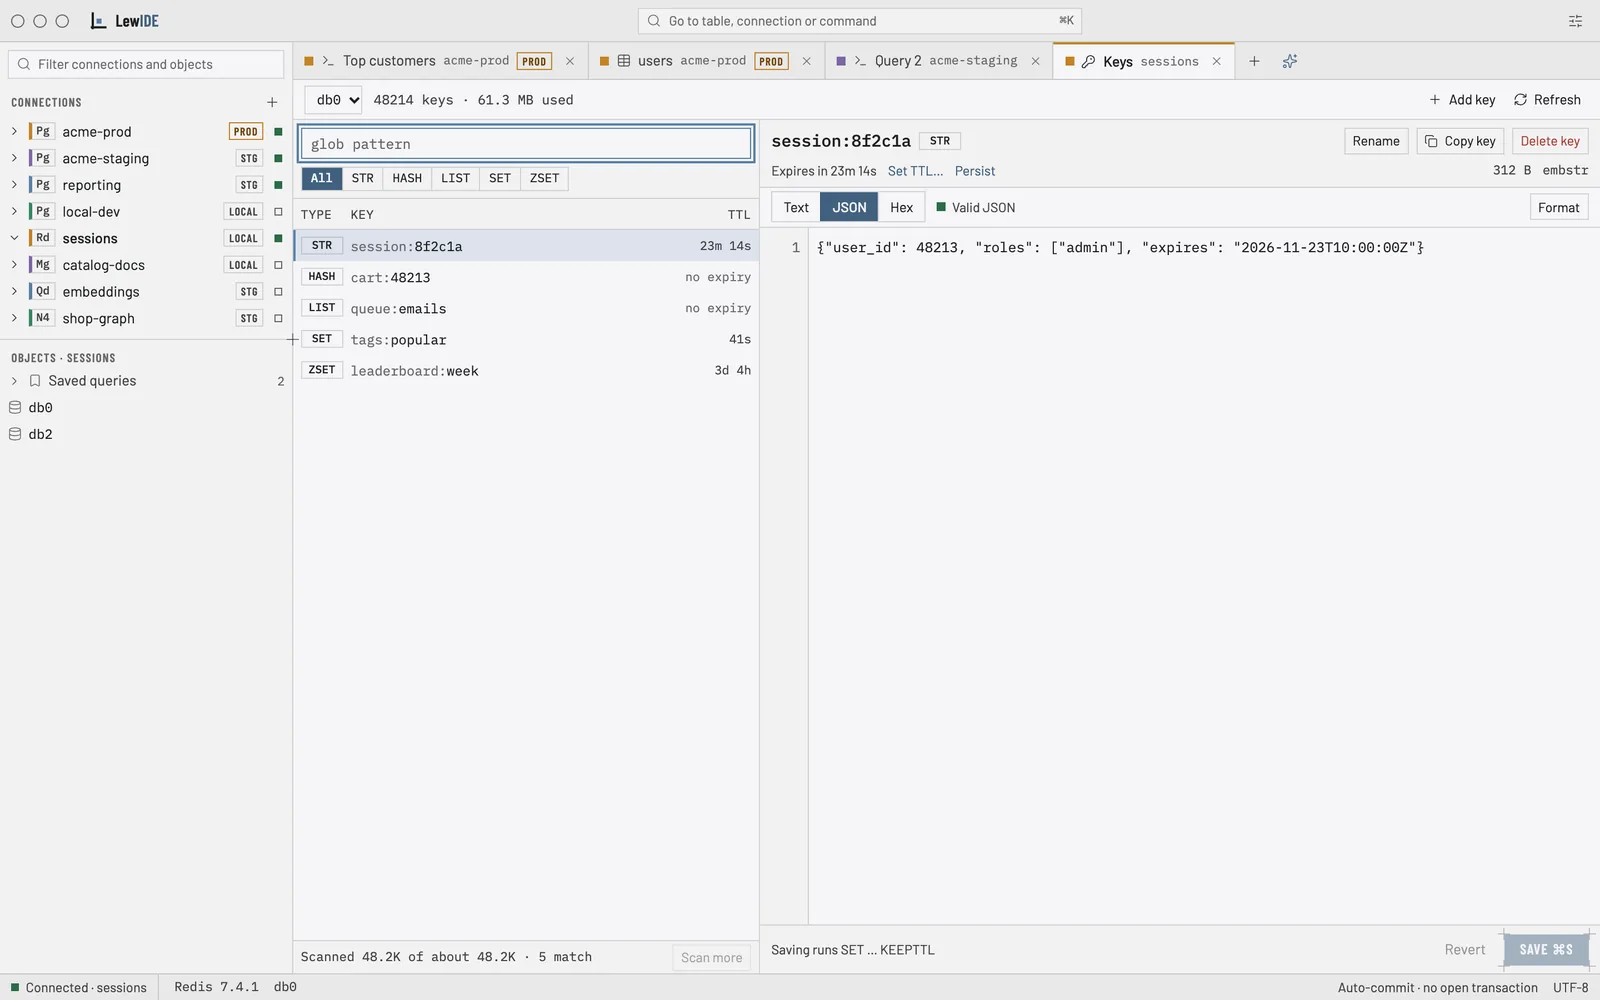 LewIDE
Go to table, connection or command ⌘K
Filter connections and objects
CONNECTIONS
Pg acme-prod PROD
Pg acme-staging STG
Pg reporting STG
Pg local-dev LOCAL
Rd sessions LOCAL
Mg catalog-docs LOCAL
Qd embeddings STG
N4 shop-graph STG
OBJECTS · SESSIONS
Saved queries 2
db0
db2
Top customers acme-prod PROD
users acme-prod PROD
Query 2 acme-staging
Keys sessions
db0 48214 keys · 61.3 MB used
Add key Refresh
glob pattern
All STR HASH LIST SET ZSET
TYPE KEY TTL
STR session:8f2c1a 23m 14s
HASH cart:48213 no expiry
LIST queue:emails no expiry
SET tags:popular 41s
ZSET leaderboard:week 3d 4h
Scanned 48.2K of about 48.2K · 5 match Scan more
session:8f2c1a STR
Rename Copy key Delete key
Expires in 23m 14s Set TTL... Persist
312 B embstr
Text JSON Hex Valid JSON Format
1 {"user_id": 48213, "roles": ["admin"], "expires": "2026-11-23T10:00:00Z"}
Saving runs SET ... KEEPTTL
Revert SAVE ⌘S
Connected · sessions Redis 7.4.1 db0
Auto-commit · no open transaction UTF-8